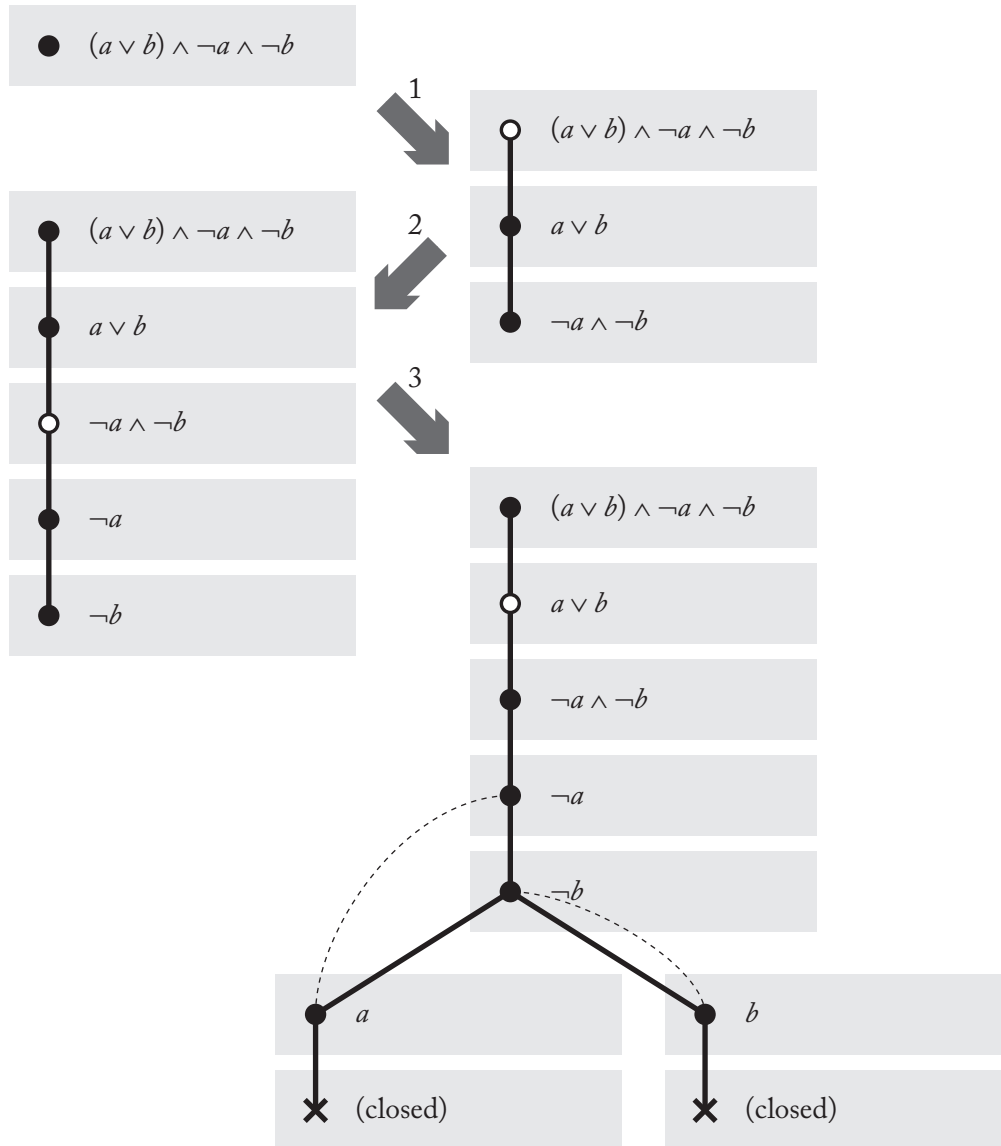 (a ∨ b) ∧ ¬a ∧ ¬b
1
(a ∨ b) ∧ ¬a ∧ ¬b
a ∨ b
¬a ∧ ¬b
2
(a ∨ b) ∧ ¬a ∧ ¬b
a ∨ b
¬a ∧ ¬b
¬a
¬b
3
(a ∨ b) ∧ ¬a ∧ ¬b
a ∨ b
¬a ∧ ¬b
¬a
¬b
a
b
(closed)
(closed)